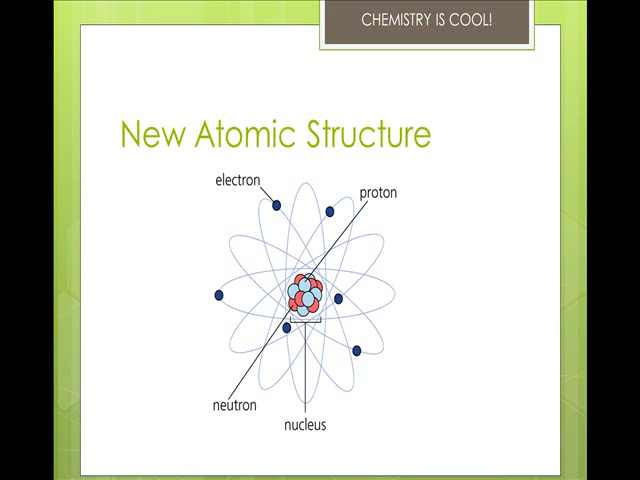 CHEMISTRY IS COOL!
New Atomic Structure
electron
proton
neutron
nucleus